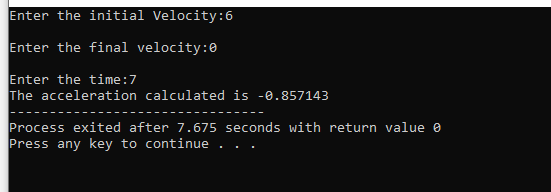 Enter the initial Velocity:6
Enter the final velocity:0
Enter the time:7
The acceleration calculated is -0.857143
--------------------------------
Process exited after 7.675 seconds with return value 0
Press any key to continue . . .